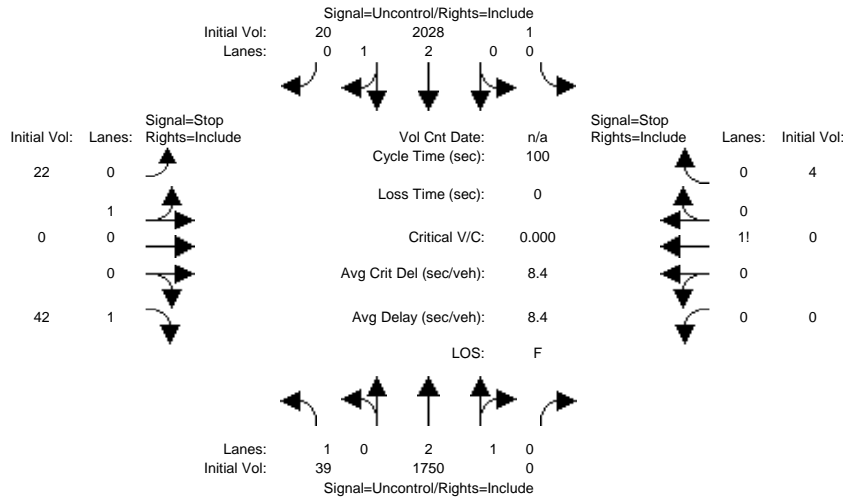 Signal=Uncontrol/Rights=Include
Initial Vol: 20 2028 1
Lanes: 0 1 2 0 0
Signal=Stop
Initial Vol: Lanes: Rights=Include
Vol Cnt Date: n/a
Signal=Stop
Rights=Include Lanes: Initial Vol:
Cycle Time (sec): 100
22 0
0 4
Loss Time (sec): 0
1
0
0 0
Critical V/C: 0.000
1! 0
0
Avg Crit Del (sec/veh): 8.4
0
42 1
Avg Delay (sec/veh): 8.4
0 0
LOS: F
Lanes: 1 0 2 1 0
Initial Vol: 39 1750 0
Signal=Uncontrol/Rights=Include